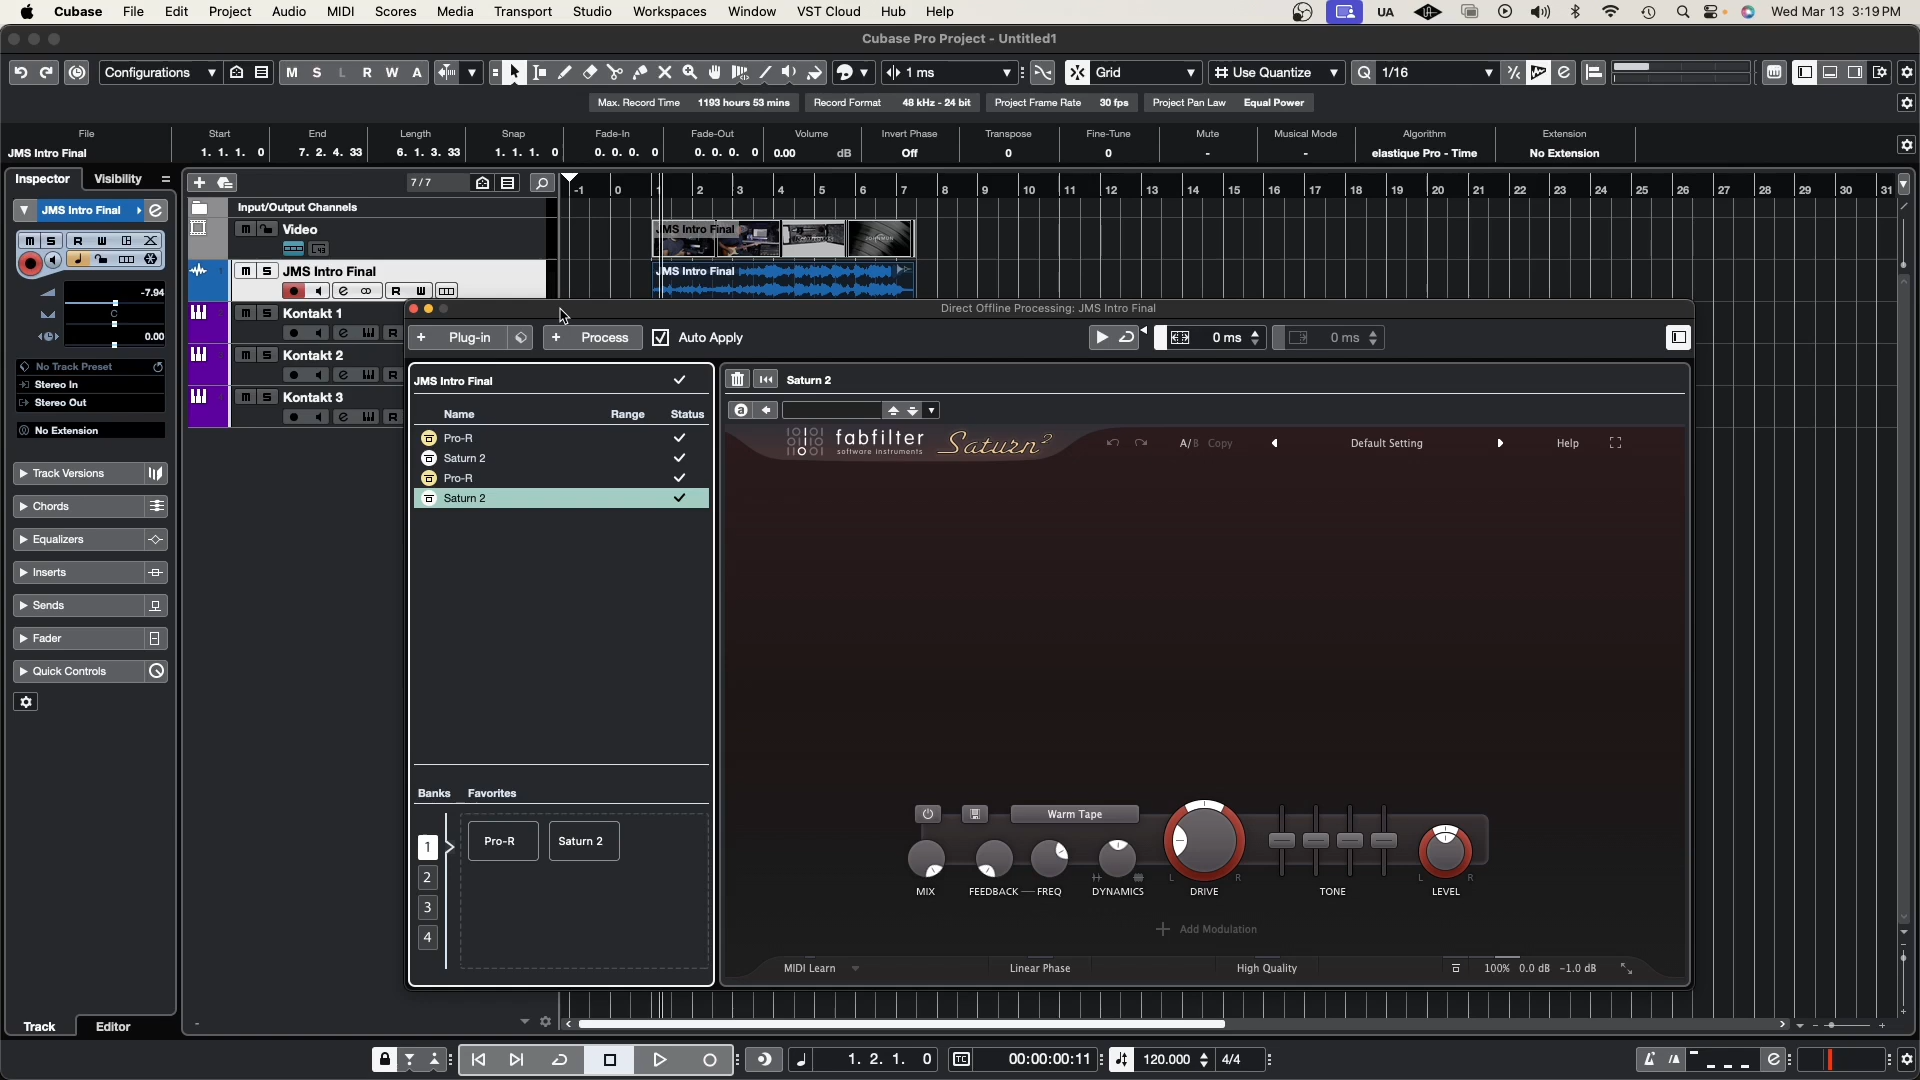 Cubase File Edit Project Audio MIDI Scores Media Transport Studio Workspaces Window VST Cloud Hub Help UA Wed Mar 13 3:19 PM
Cubase Pro Project - Untitled1
Configurations M S L R W A 1 ms Grid Use Quantize Q 1/16
Max. Record Time 1193 hours 53 mins Record Format 48 kHz - 24 bit Project Frame Rate 30 fps Project Pan Law Equal Power
File Start End Length Snap Fade-In Fade-Out Volume Invert Phase Transpose Fine-Tune Mute Musical Mode Algorithm Extension
JMS Intro Final 1. 1. 1. 0 7. 2. 4. 33 6. 1. 3. 33 1. 1. 1. 0 0. 0. 0. 0 0. 0. 0. 0 0.00 dB Off 0 0 - - elastique Pro - Time No Extension
Inspector Visibility 7/7 -1 0 1 2 3 4 5 6 7 8 9 10 11 12 13 14 15 16 17 18 19 20 21 22 23 24 25 26 27 28 29 30 31
JMS Intro Final
Input/Output Channels
M S R W
Video
JMS Intro Final
M S JMS Intro Final
JMS Intro Final
R W
-7.94
C
0.00
M S Kontakt 1
R
M S Kontakt 2
R
M S Kontakt 3
R
No Track Preset
Stereo In
Stereo Out
No Extension
Track Versions
Chords
Equalizers
Inserts
Sends
Fader
Quick Controls
Direct Offline Processing: JMS Intro Final
+ Plug-in + Process Auto Apply 0 ms 0 ms
JMS Intro Final
Name Range Status
Pro-R
Saturn 2
Pro-R
Saturn 2
Banks Favorites
1 Pro-R Saturn 2
2
3
4
Saturn 2
a
fabfilter Saturn 2
software instruments
A/B Copy Default Setting Help
Warm Tape
L R L R
MIX FEEDBACK FREQ DYNAMICS DRIVE TONE LEVEL
+ Add Modulation
MIDI Learn Linear Phase High Quality 100% 0.0 dB -1.0 dB
Track Editor
1. 2. 1. 0 TC 00:00:00:11 120.000 4/4